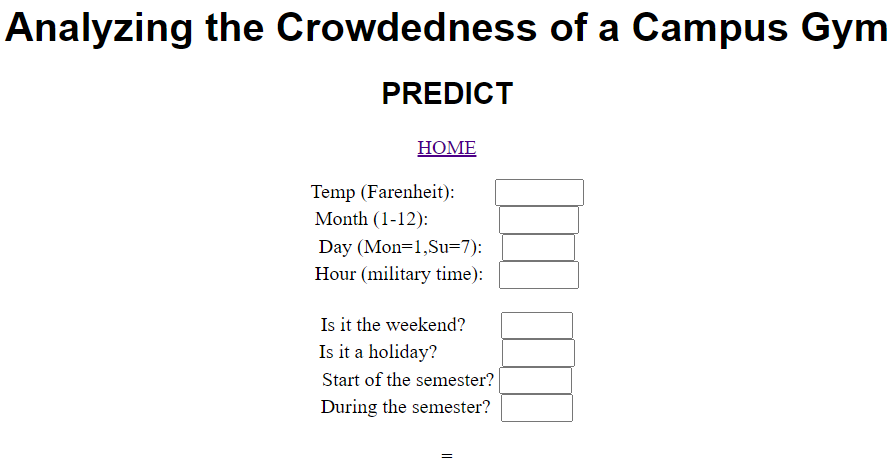 Analyzing the Crowdedness of a Campus Gym
PREDICT
HOME
Temp (Farenheit):
Month (1-12):
Day (Mon=1,Su=7):
Hour (military time):
Is it the weekend?
Is it a holiday?
Start of the semester?
During the semester?
=